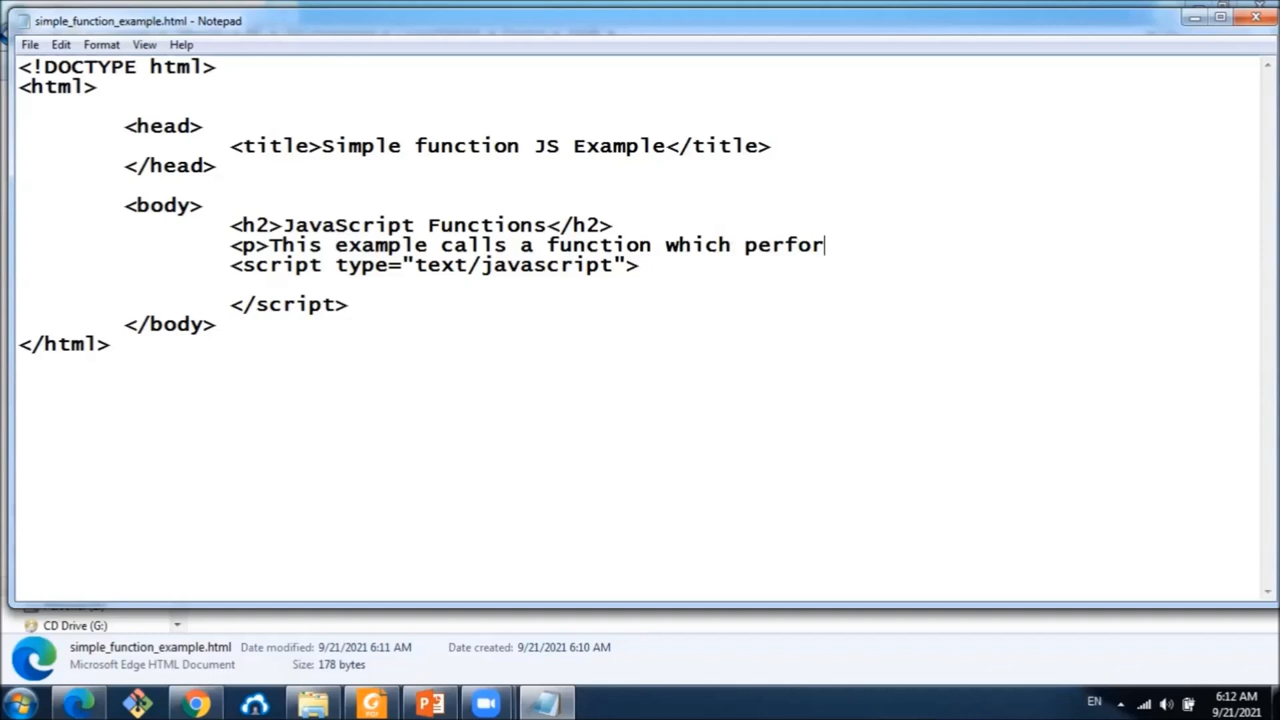 simple_function_example.html - Notepad
File Edit Format View Help
<!DOCTYPE html>
<html>
<head>
<title>Simple function JS Example</title>
</head>
<body>
<h2>JavaScript Functions</h2>
<p>This example calls a function which perfor
<script type="text/javascript">
</script>
</body>
</html>
CD Drive (G:)
simple_function_example.html Date modified: 9/21/2021 6:11 AM Date created: 9/21/2021 6:10 AM
Microsoft Edge HTML Document Size: 178 bytes
PDF
EN
6:12 AM
9/21/2021